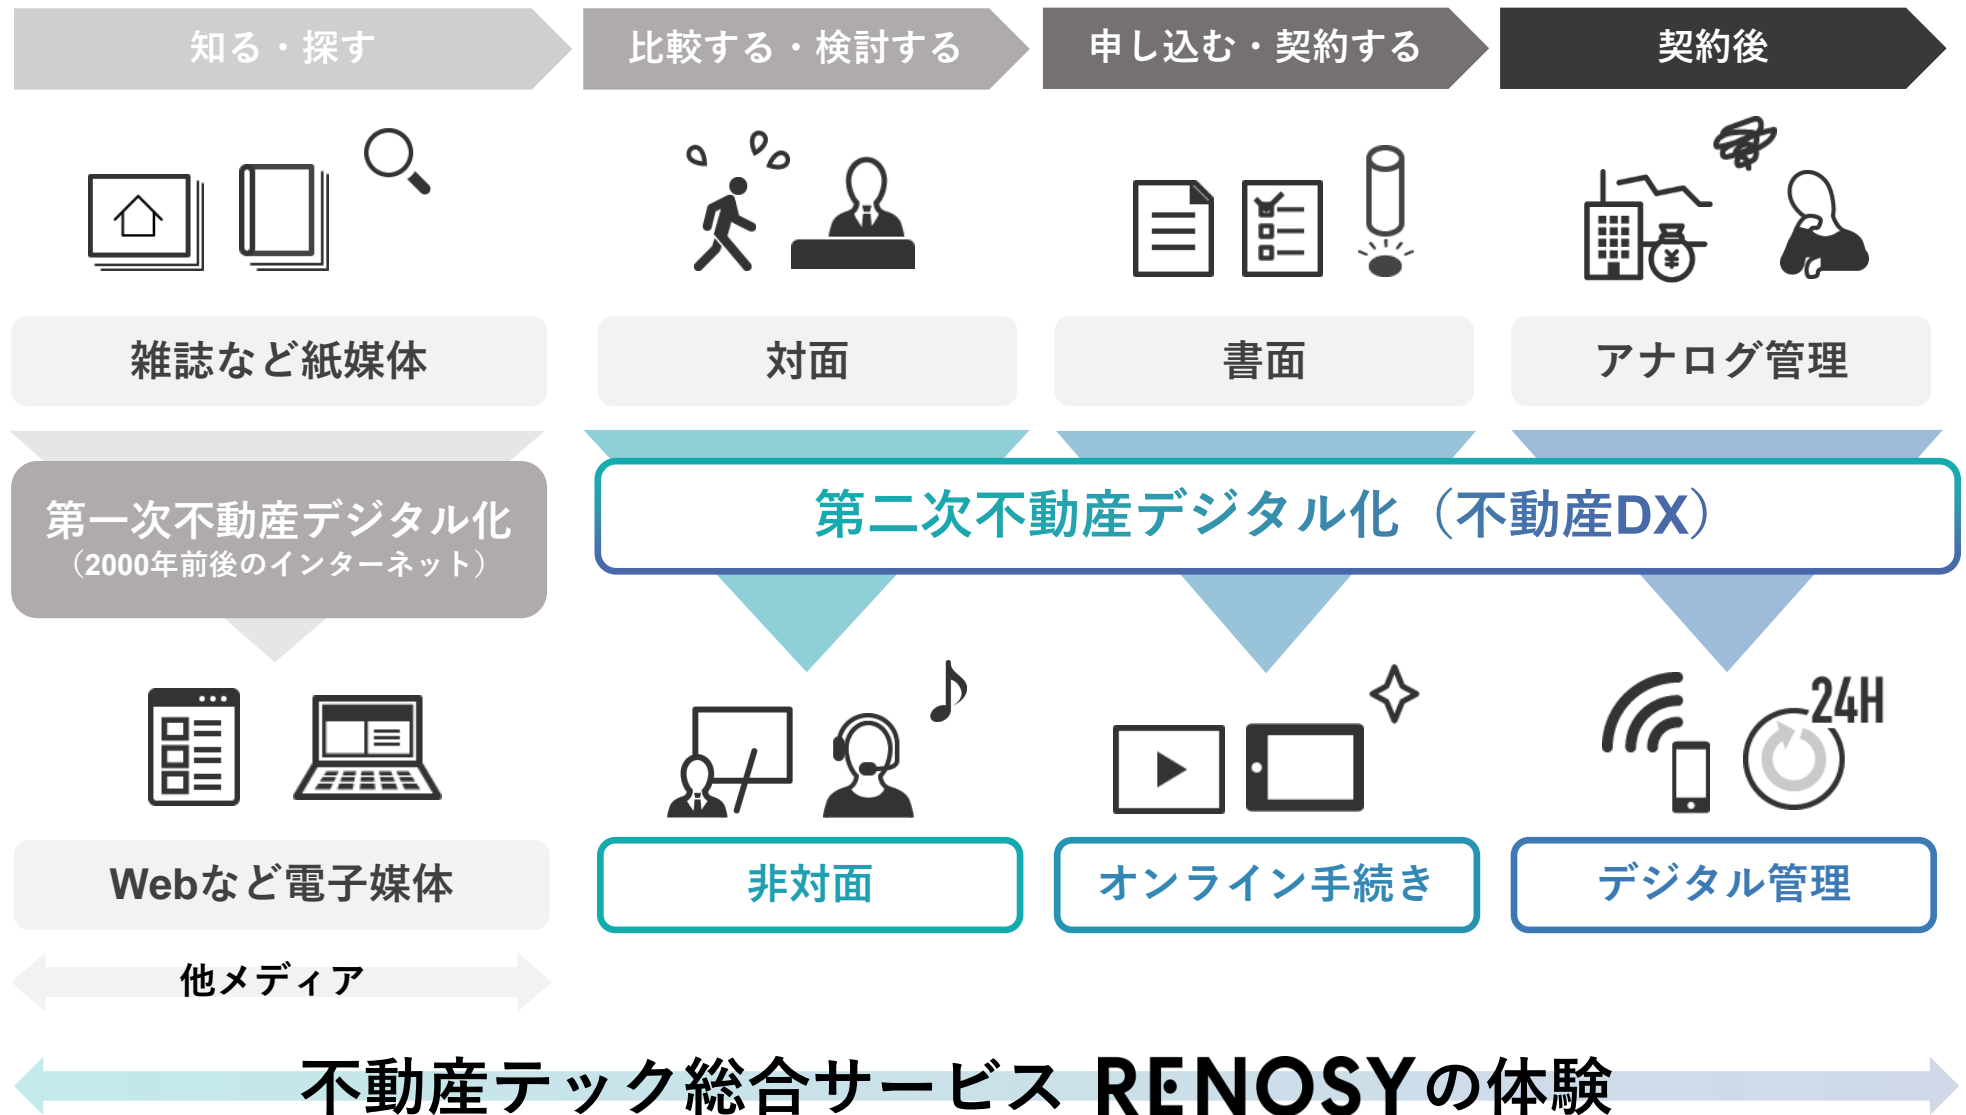 知る・探す
比較する・検討する
申し込む・契約する
契約後
¥
雑誌など紙媒体
対面
書面
アナログ管理
第一次不動産デジタル化
（2000年前後のインターネット）
第二次不動産デジタル化（不動産DX）
24H
Webなど電子媒体
非対面
オンライン手続き
デジタル管理
他メディア
不動産テック総合サービス RENOSYの体験